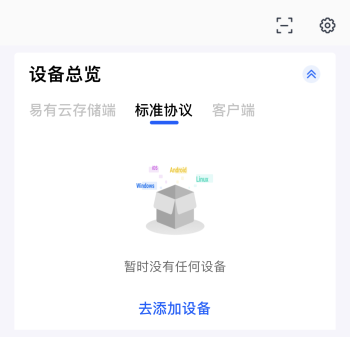 设备总览
易有云存储端 标准协议 客户端
iOS
Android
Linux
Windows
暂时没有任何设备
去添加设备